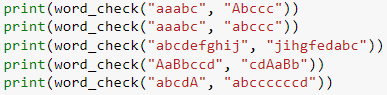 print(word_check("aaabc", "Abccc"))
print(word_check("aaabc", "abccc"))
print(word_check("abcdefghij", "jihgfedabc"))
print(word_check("AaBbccd", "cdAaBb"))
print(word_check("abcdA", "abccccccd"))